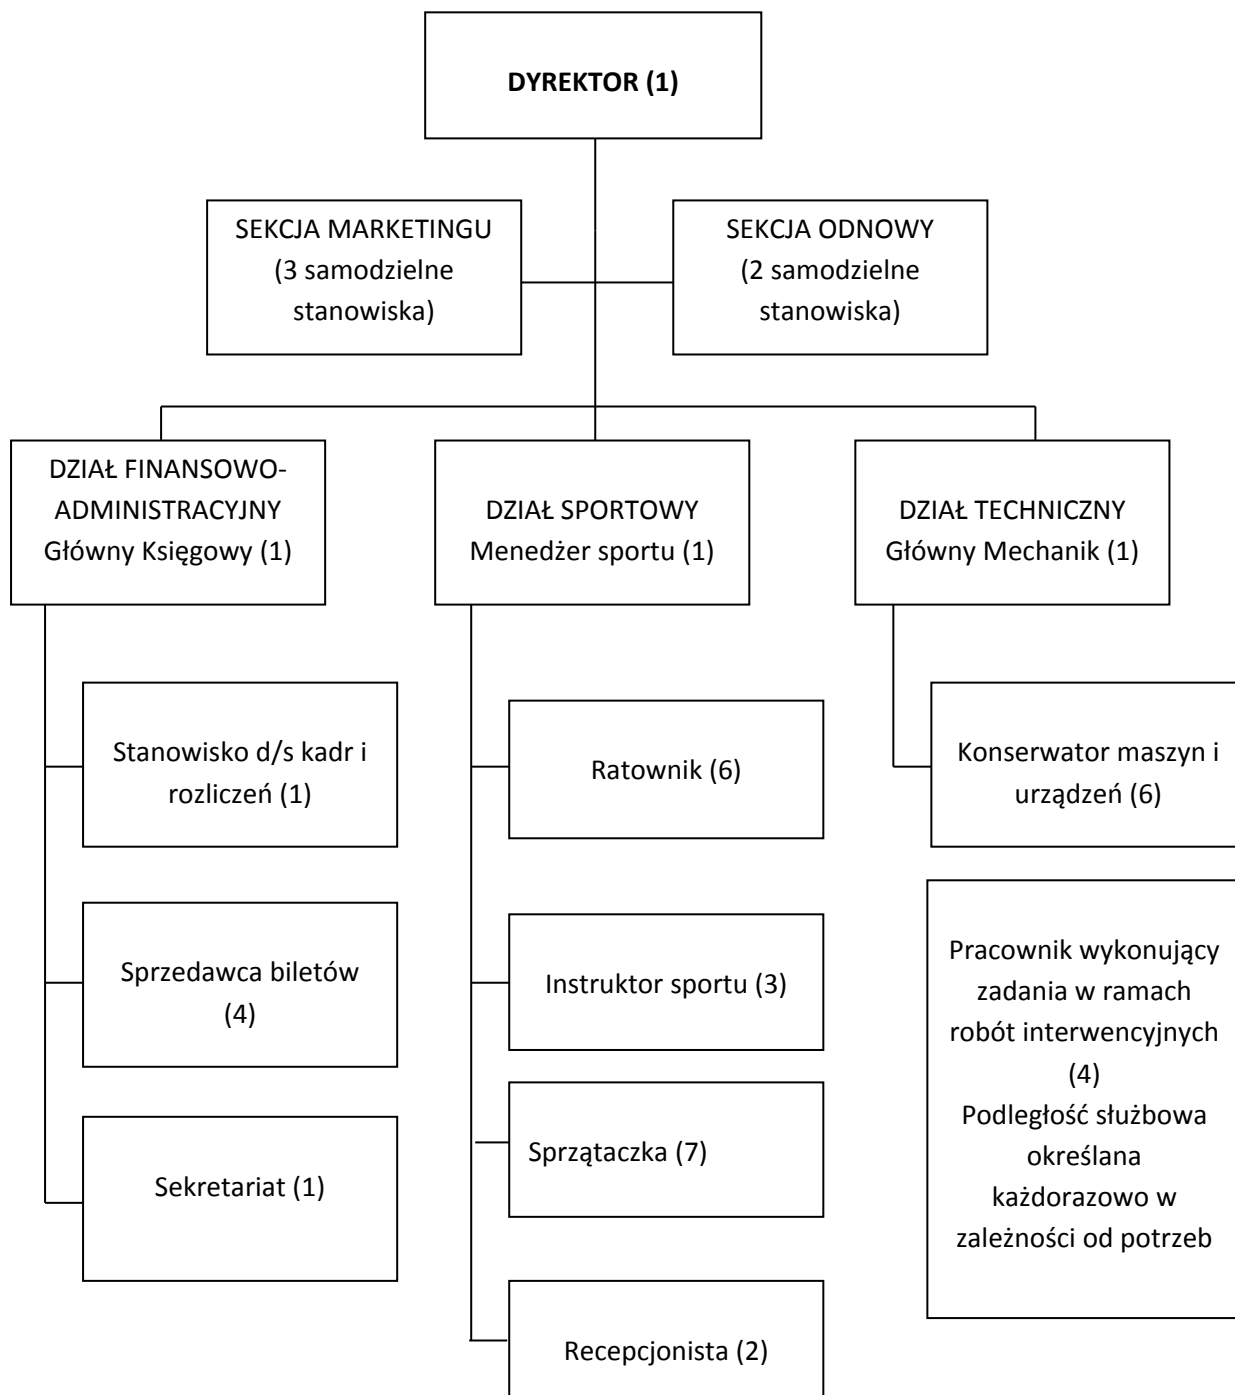 DYREKTOR (1)
SEKCJA MARKETINGU
(3 samodzielne
stanowiska)
SEKCJA ODNOWY
(2 samodzielne
stanowiska)
DZIAŁ FINANSOWO-
ADMINISTRACYJNY
Główny Księgowy (1)
DZIAŁ SPORTOWY
Menedżer sportu (1)
DZIAŁ TECHNICZNY
Główny Mechanik (1)
Stanowisko d/s kadr i
rozliczeń (1)
Sprzedawca biletów
(4)
Sekretariat (1)
Ratownik (6)
Instruktor sportu (3)
Sprzątaczka (7)
Recepcjonista (2)
Konserwator maszyn i
urządzeń (6)
Pracownik wykonujący
zadania w ramach
robót interwencyjnych
(4)
Podległość służbowa
określana
każdorazowo w
zależności od potrzeb